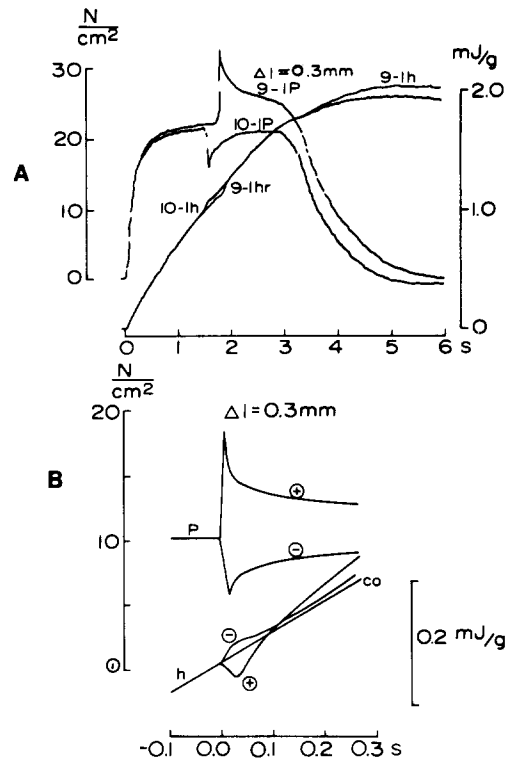 N
cm²
mJ/g
30
20
10
0
A
Δl=0.3mm
9-1P
10-1P
9-1h
10-1h
9-1hr
2.0
1.0
0
0 1 2 3 4 5 6 s
N
cm²
B
Δl=0.3mm
20
10
0
P
+
−
−
+
h
co
0.2 mJ/g
-0.1 0.0 0.1 0.2 0.3 s